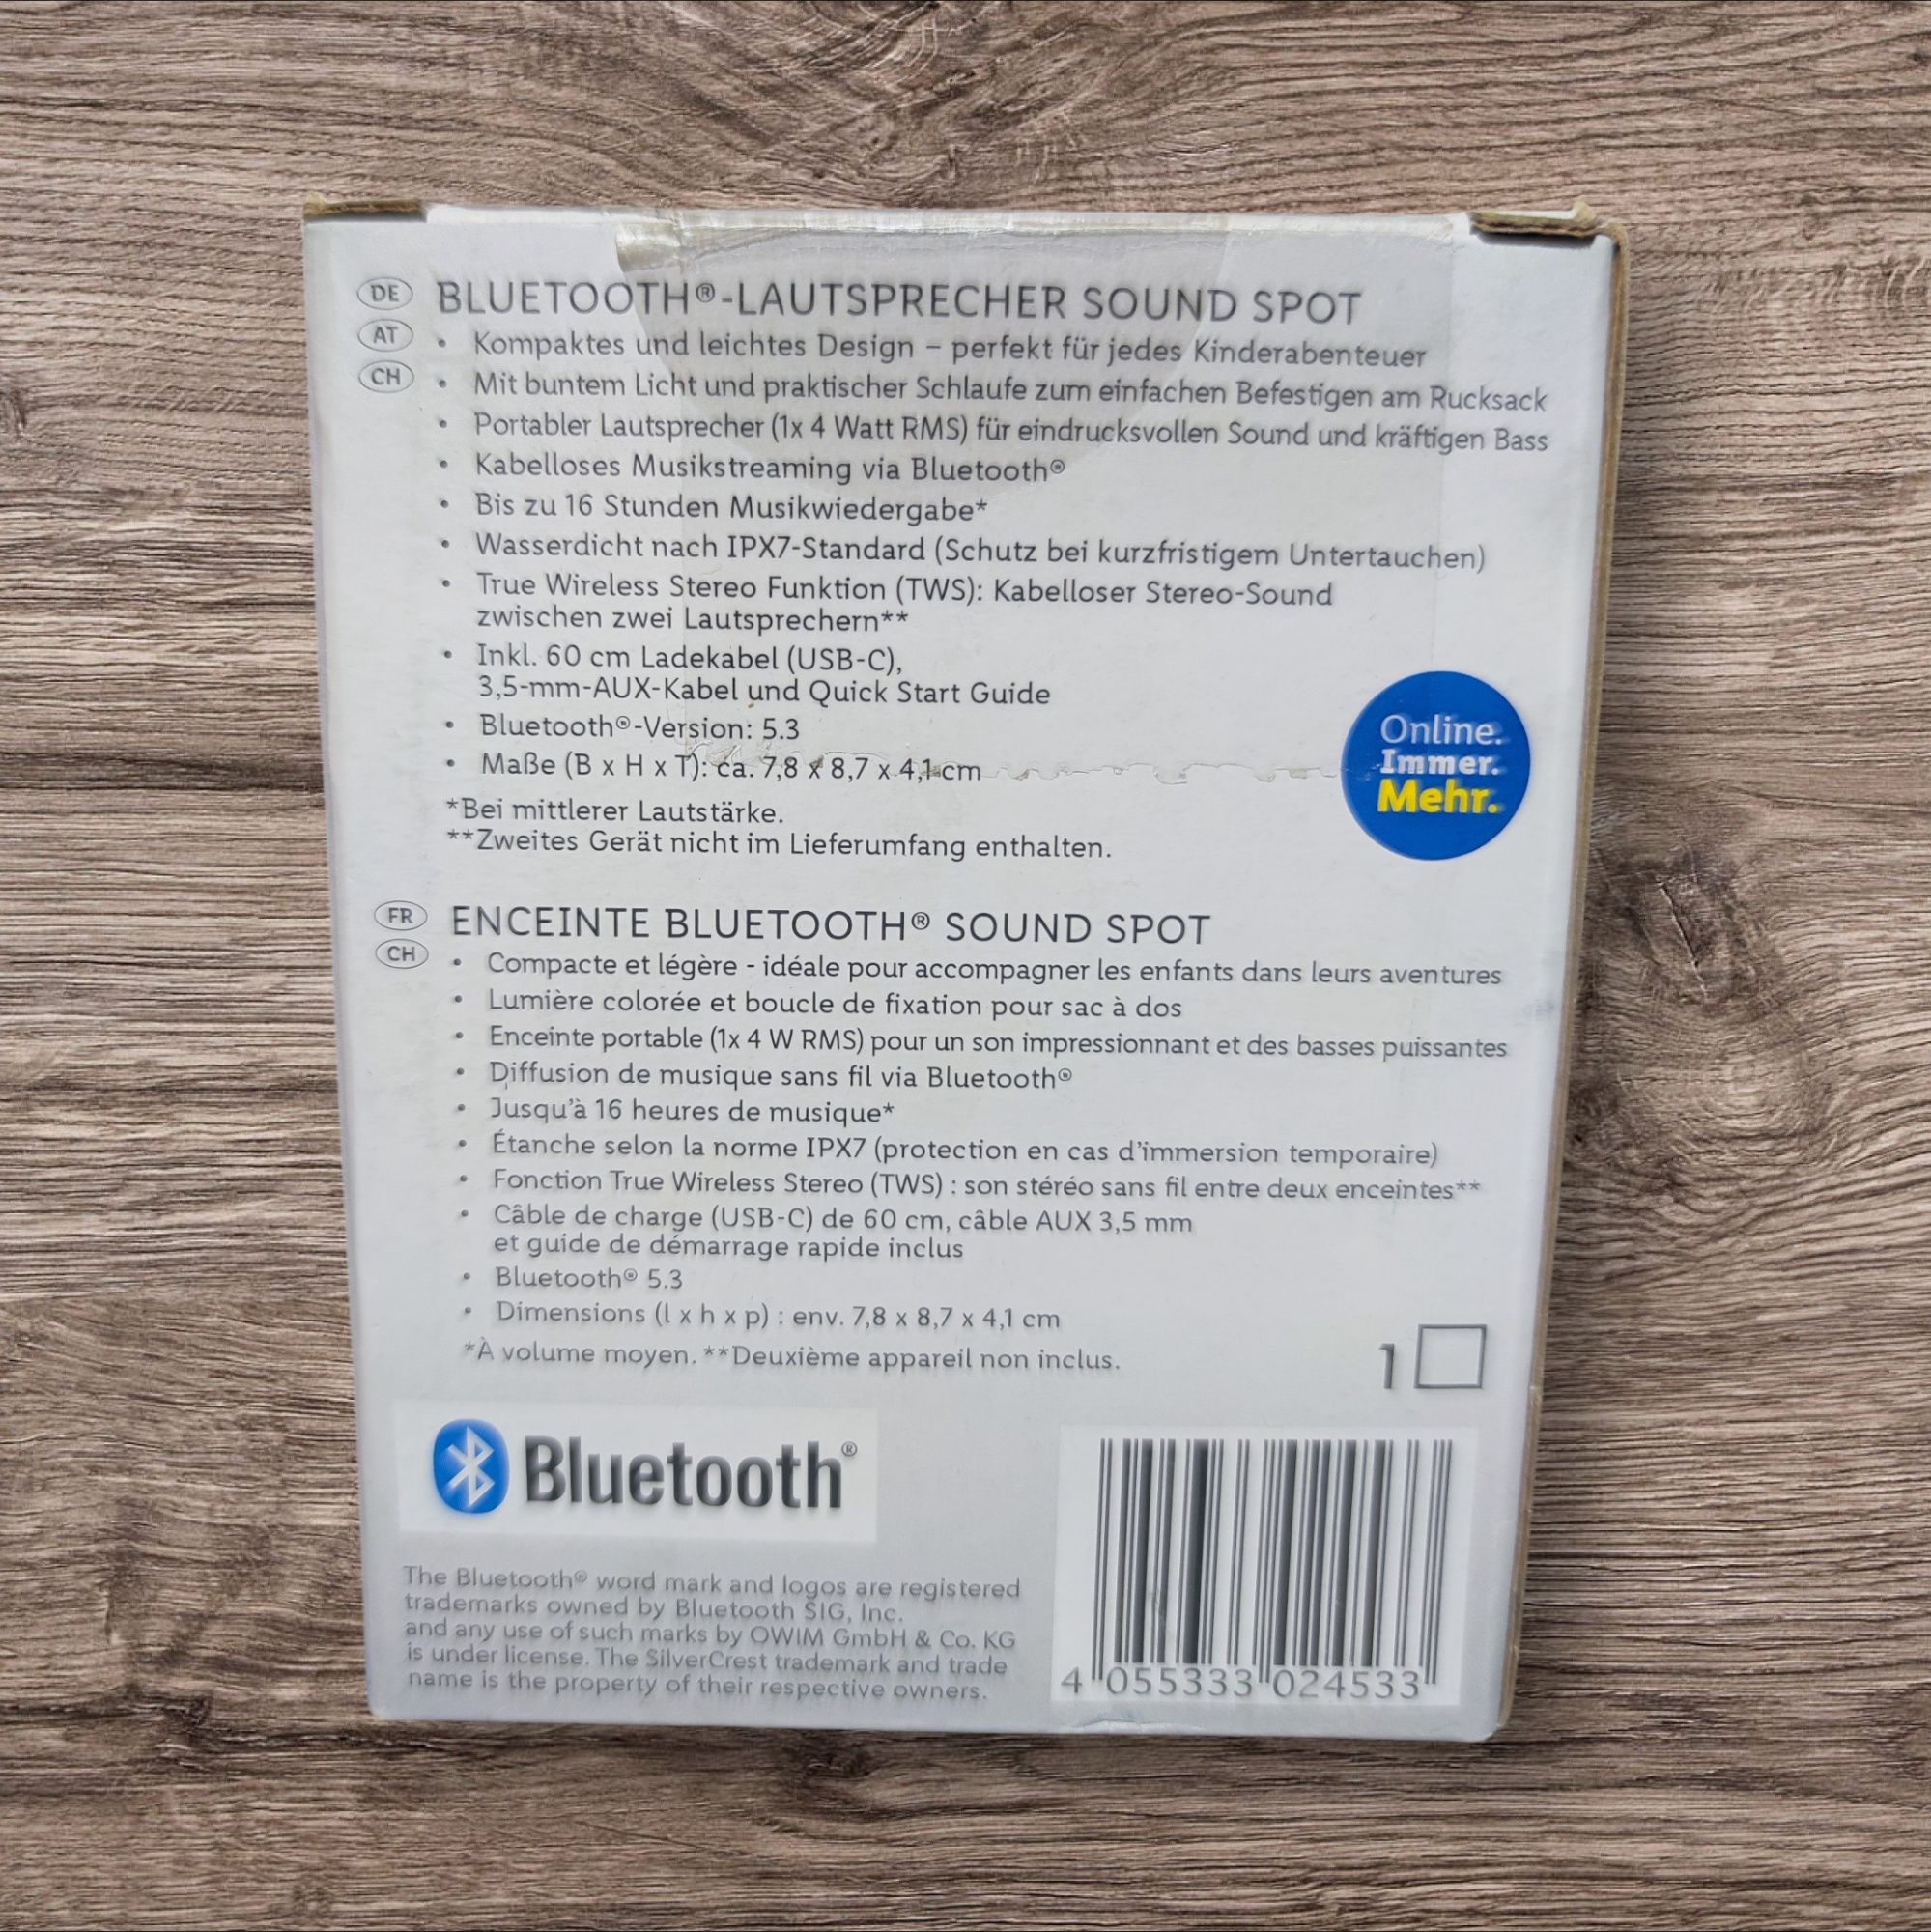 DE BLUETOOTH®-LAUTSPRECHER SOUND SPOT
AT • Kompaktes und leichtes Design – perfekt für jedes Kinderabenteuer
CH • Mit buntem Licht und praktischer Schlaufe zum einfachen Befestigen am Rucksack
• Portabler Lautsprecher (1x 4 Watt RMS) für eindrucksvollen Sound und kräftigen Bass
• Kabelloses Musikstreaming via Bluetooth®
• Bis zu 16 Stunden Musikwiedergabe*
• Wasserdicht nach IPX7-Standard (Schutz bei kurzfristigem Untertauchen)
• True Wireless Stereo Funktion (TWS): Kabelloser Stereo-Sound
zwischen zwei Lautsprechern**
• Inkl. 60 cm Ladekabel (USB-C),
3,5-mm-AUX-Kabel und Quick Start Guide
• Bluetooth®-Version: 5.3
• Maße (B x H x T): ca. 7,8 x 8,7 x 4,1 cm
*Bei mittlerer Lautstärke.
**Zweites Gerät nicht im Lieferumfang enthalten.
Online.
Immer.
Mehr.
FR ENCEINTE BLUETOOTH® SOUND SPOT
CH • Compacte et légère - idéale pour accompagner les enfants dans leurs aventures
• Lumière colorée et boucle de fixation pour sac à dos
• Enceinte portable (1x 4 W RMS) pour un son impressionnant et des basses puissantes
• Diffusion de musique sans fil via Bluetooth®
• Jusqu'à 16 heures de musique*
• Étanche selon la norme IPX7 (protection en cas d'immersion temporaire)
• Fonction True Wireless Stereo (TWS) : son stéréo sans fil entre deux enceintes**
• Câble de charge (USB-C) de 60 cm, câble AUX 3,5 mm
et guide de démarrage rapide inclus
• Bluetooth® 5.3
• Dimensions (l x h x p) : env. 7,8 x 8,7 x 4,1 cm
*À volume moyen. **Deuxième appareil non inclus.
1
Bluetooth®
The Bluetooth® word mark and logos are registered
trademarks owned by Bluetooth SIG, Inc.
and any use of such marks by OWIM GmbH & Co. KG
is under license. The SilverCrest trademark and trade
name is the property of their respective owners.
4 055333 024533